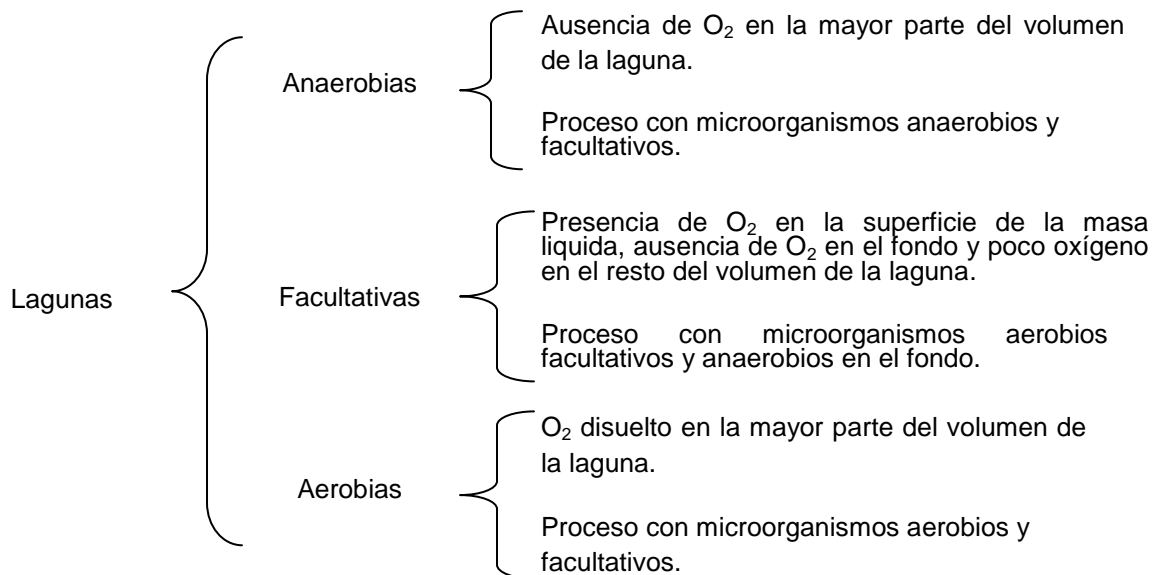 Lagunas
Anaerobias
Ausencia de O₂ en la mayor parte del volumen
de la laguna.
Proceso con microorganismos anaerobios y
facultativos.
Facultativas
Presencia de O₂ en la superficie de la masa
liquida, ausencia de O₂ en el fondo y poco oxígeno
en el resto del volumen de la laguna.
Proceso con microorganismos aerobios
facultativos y anaerobios en el fondo.
Aerobias
O₂ disuelto en la mayor parte del volumen de
la laguna.
Proceso con microorganismos aerobios y
facultativos.